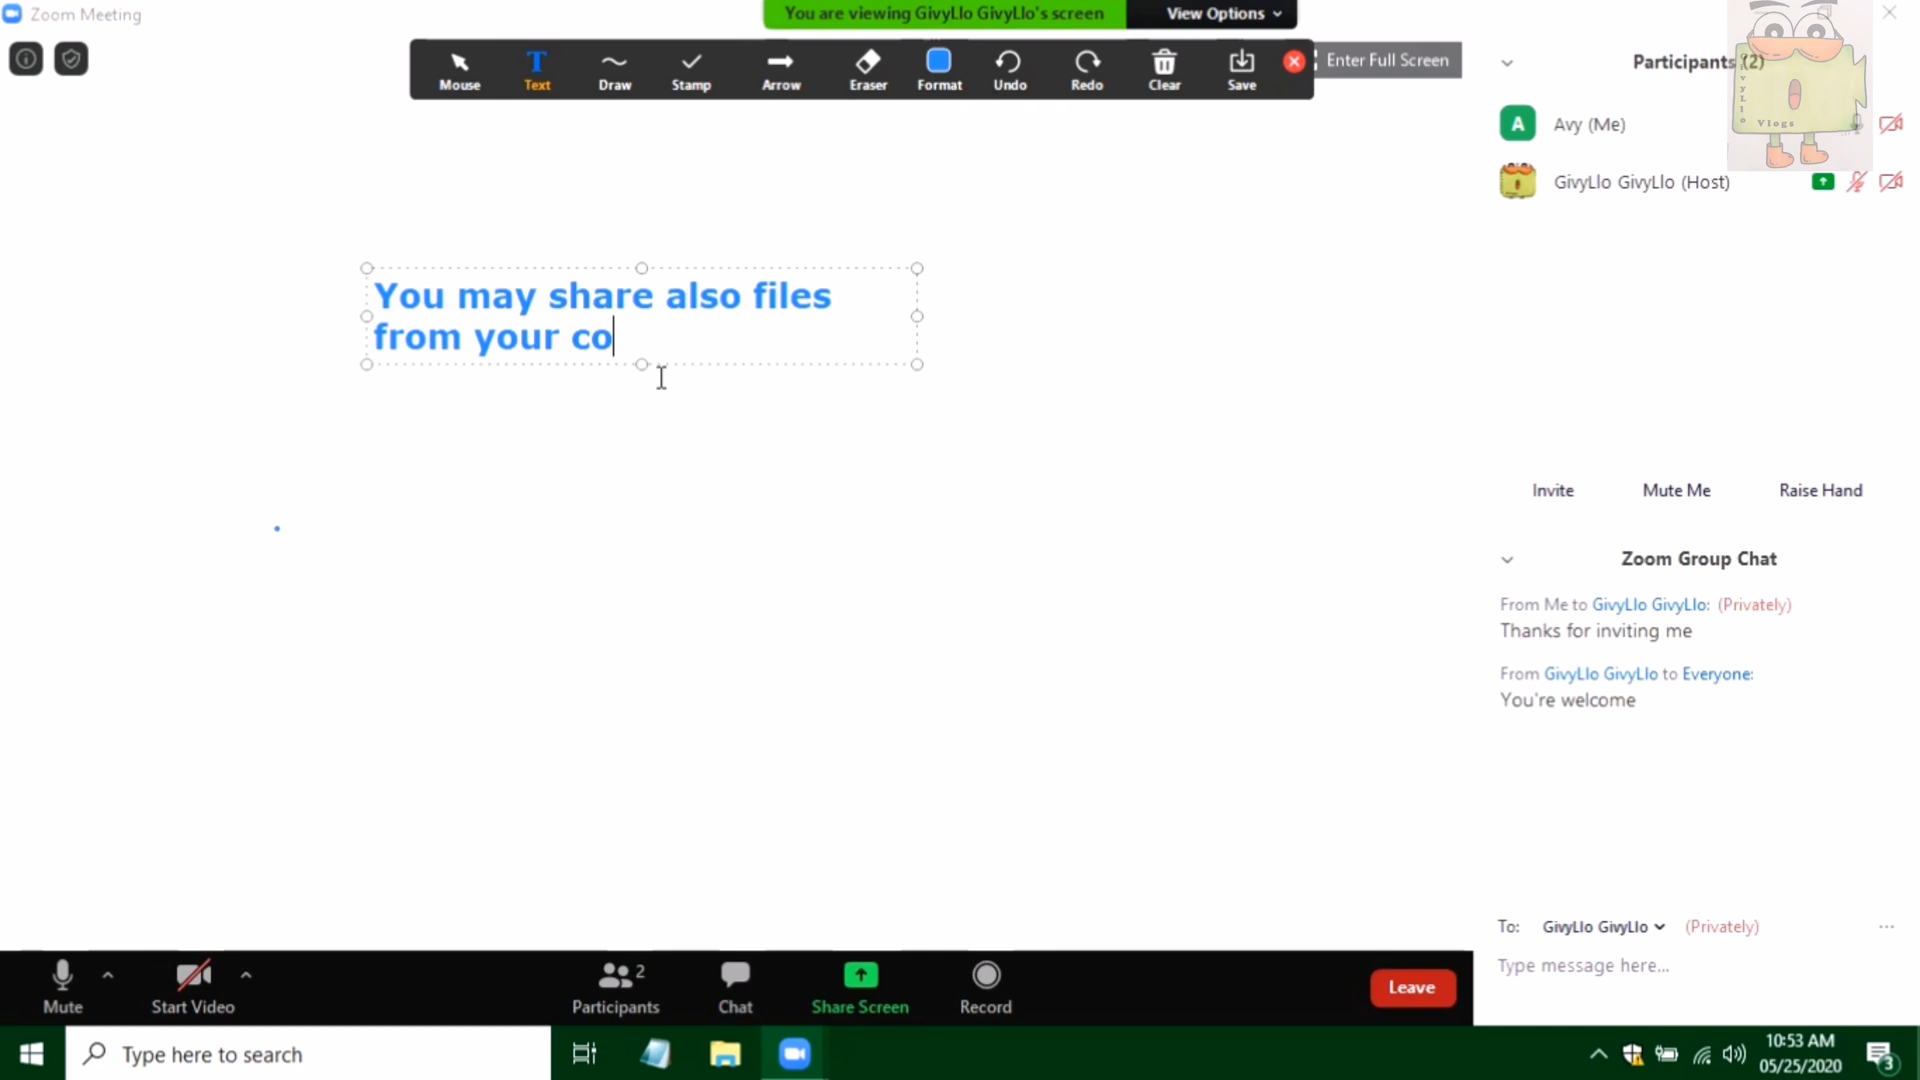 Zoom Meeting
You are viewing GivyLlo GivyLlo's screen
View Options
Mouse
Text
Draw
Stamp
Arrow
Eraser
Format
Undo
Redo
Clear
Save
Enter Full Screen
Participants (2)
A
Avy (Me)
GivyLlo
Vlogs
GivyLlo GivyLlo (Host)
You may share also files
from your co
Invite
Mute Me
Raise Hand
Zoom Group Chat
From Me to GivyLlo GivyLlo: (Privately)
Thanks for inviting me
From GivyLlo GivyLlo to Everyone:
You're welcome
To: GivyLlo GivyLlo (Privately)
...
Type message here...
Mute
Start Video
2
Participants
Chat
Share Screen
Record
Leave
Type here to search
10:53 AM
05/25/2020
3